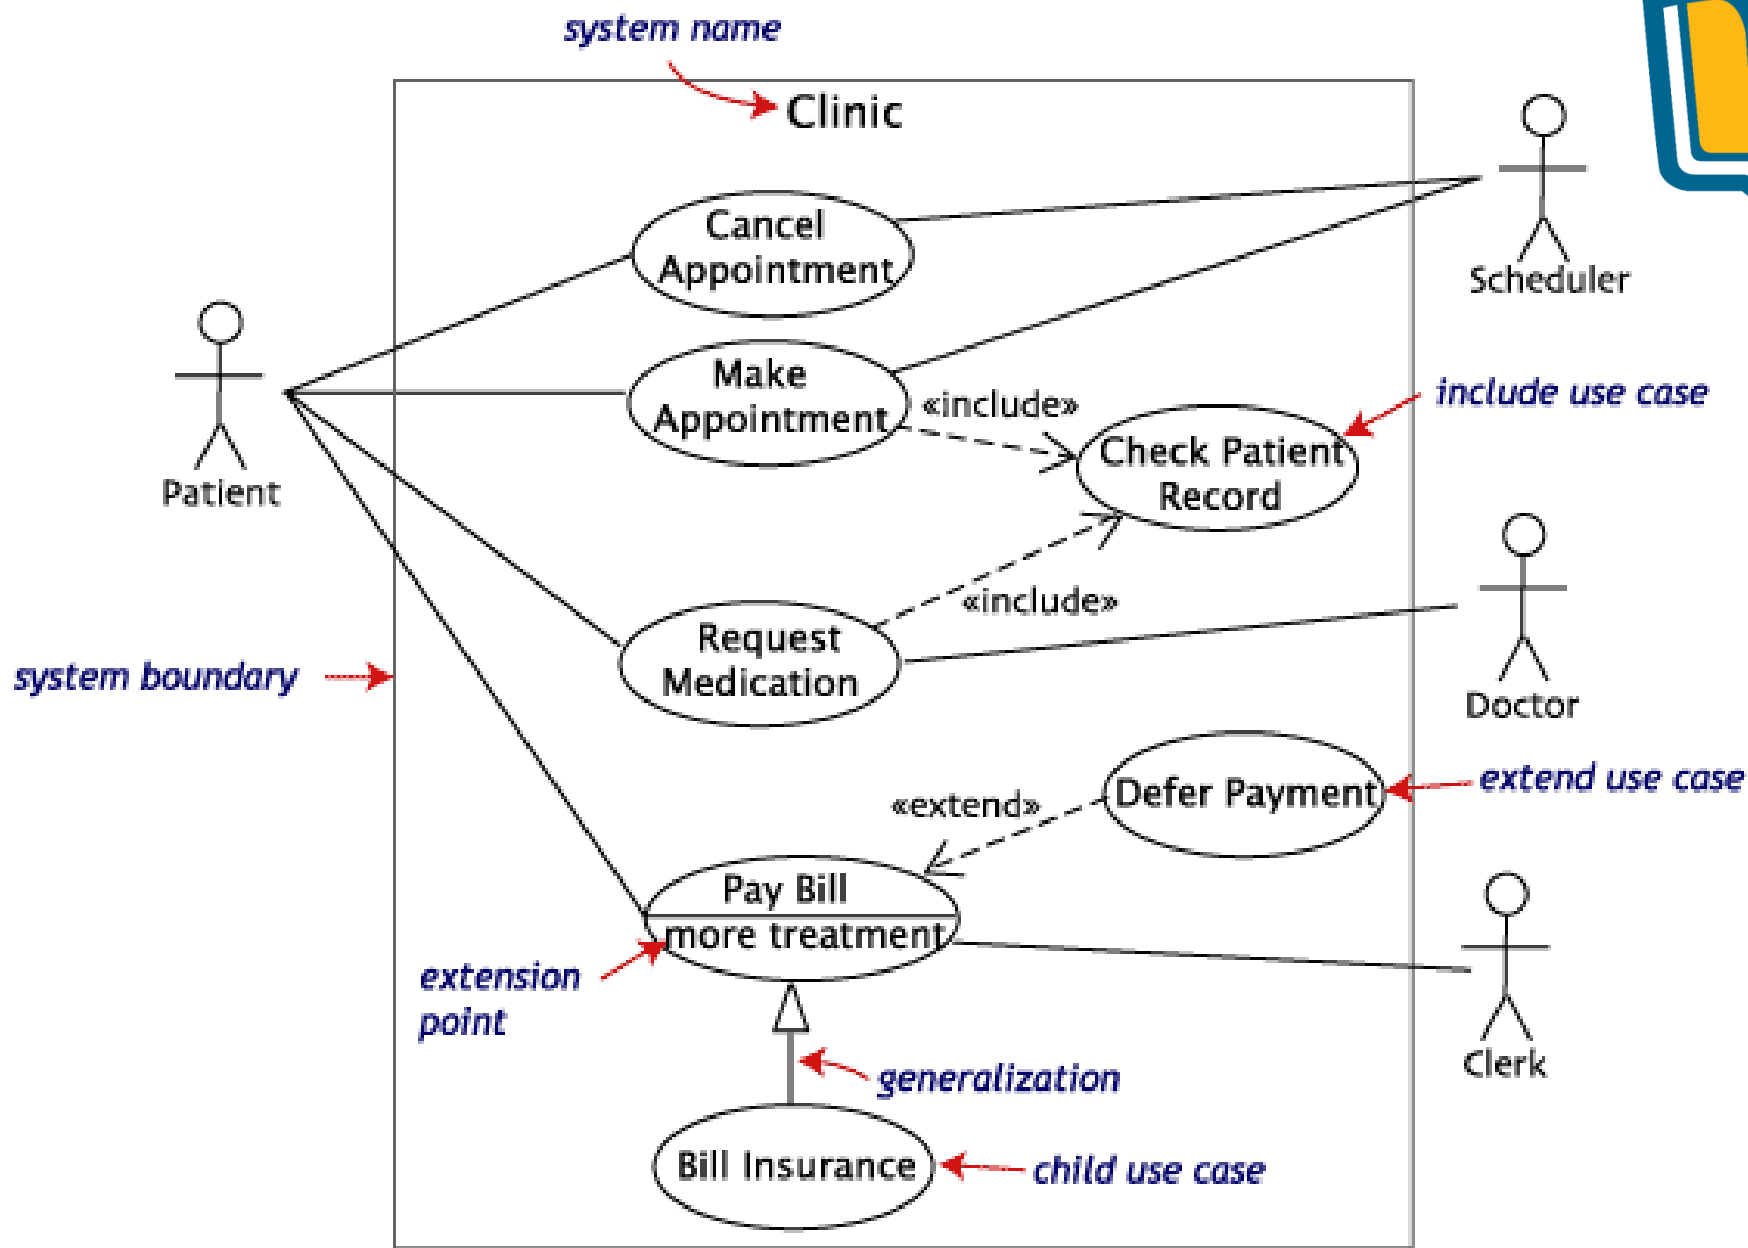 system name
Clinic
Cancel
Appointment
Scheduler
Make
Appointment
«include»
include use case
Check Patient
Record
Patient
«include»
Request
Medication
system boundary
Doctor
Defer Payment
extend use case
«extend»
Pay Bill
more treatment
extension
point
Clerk
generalization
Bill Insurance
child use case